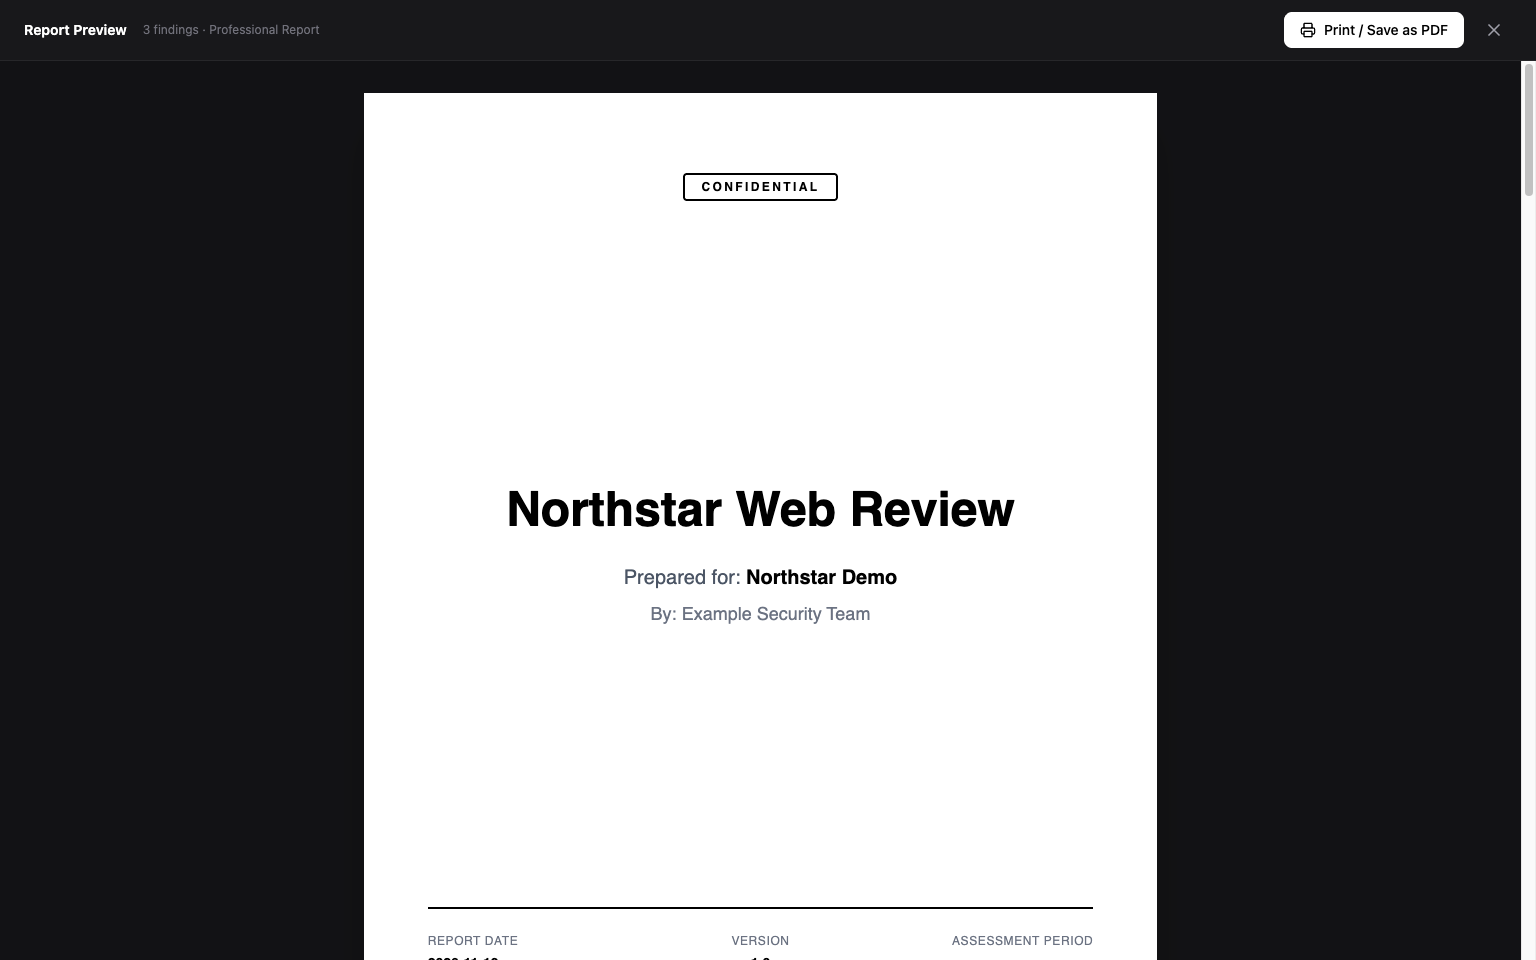 Report Preview 3 findings · Professional Report Print / Save as PDF
CONFIDENTIAL
Northstar Web Review
Prepared for: Northstar Demo
By: Example Security Team
REPORT DATE VERSION ASSESSMENT PERIOD